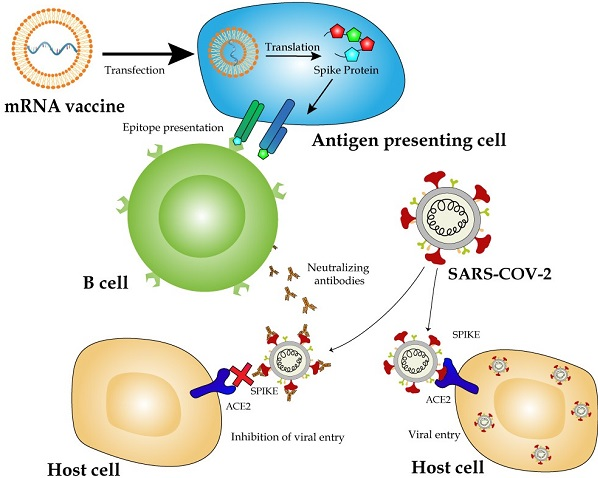 Transfection
Translation
Spike Protein
mRNA vaccine
Epitope presentation
Antigen presenting cell
B cell
Neutralizing
antibodies
SARS-COV-2
SPIKE
ACE2
Inhibition of viral entry
Host cell
SPIKE
ACE2
Viral entry
Host cell